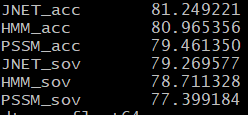 JNET_acc 81.249221
HMM_acc 80.965356
PSSM_acc 79.461350
JNET_sov 79.269577
HMM_sov 78.711328
PSSM_sov 77.399184